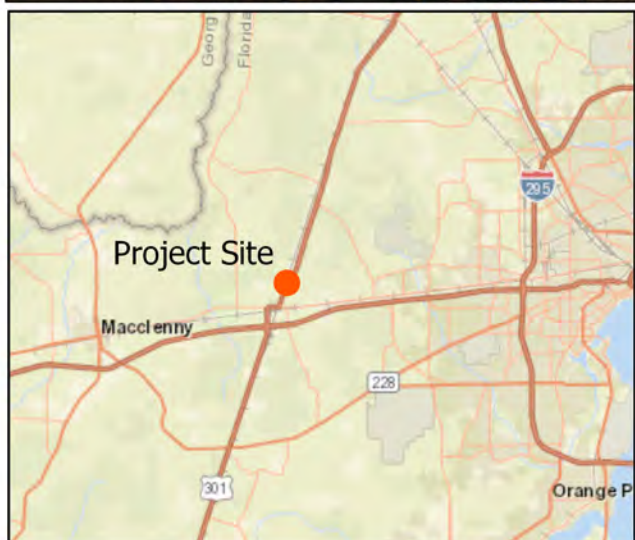 Georg
Florida
295
Project Site
Macclenny
228
301
Orange P